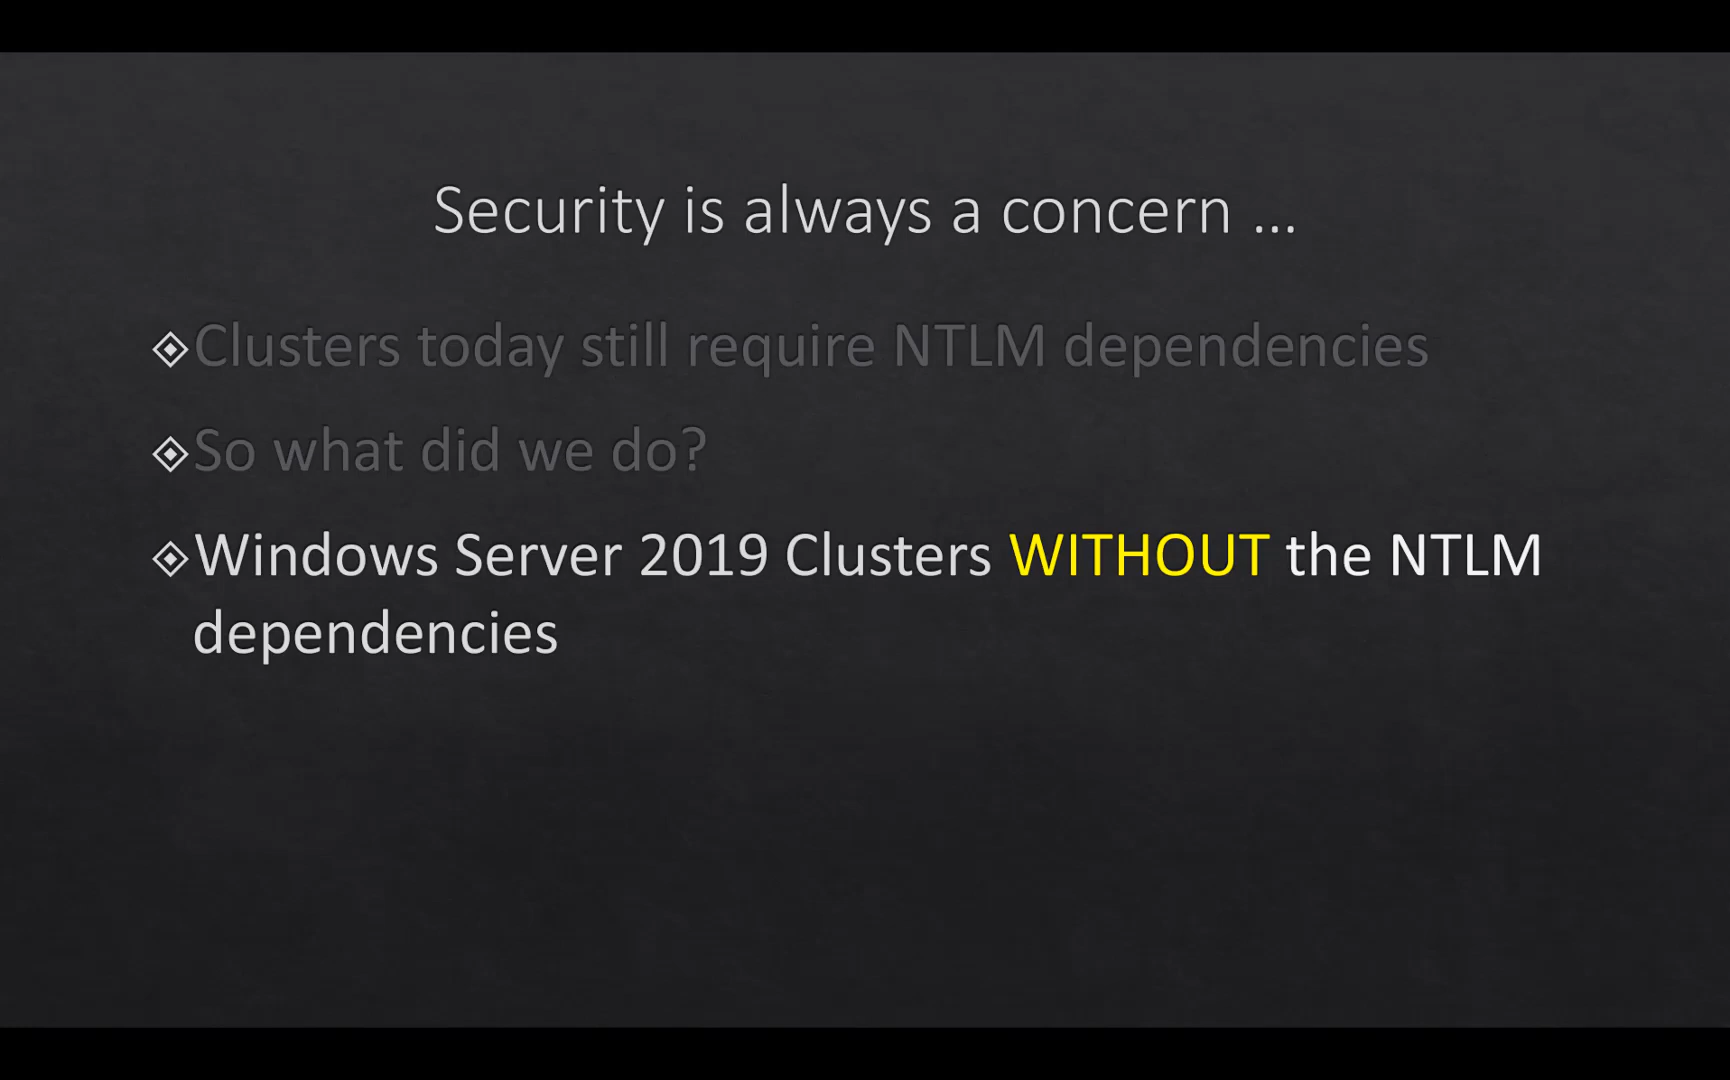 Security is always a concern ...
Clusters today still require NTLM dependencies
So what did we do?
Windows Server 2019 Clusters WITHOUT the NTLM
dependencies